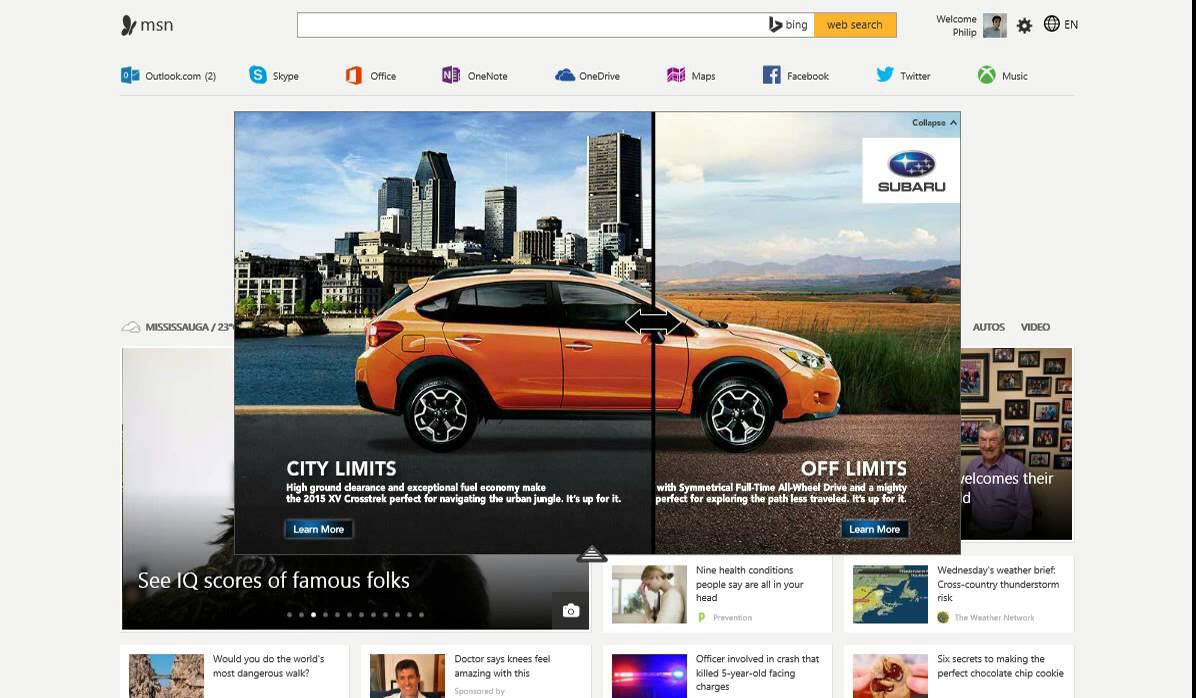 msn
bing
web search
Welcome
Philip
EN
Outlook.com (2)
Skype
Office
OneNote
OneDrive
Maps
Facebook
Twitter
Music
Collapse
SUBARU
MISSISSAUGA / 23°
AUTOS
VIDEO
CITY LIMITS
High ground clearance and exceptional fuel economy make
the 2015 XV Crosstrek perfect for navigating the urban jungle. It's up for it.
Learn More
OFF LIMITS
with Symmetrical Full-Time All-Wheel Drive and a mighty
perfect for exploring the path less traveled. It's up for it.
Learn More
elcomes their
d
See IQ scores of famous folks
Nine health conditions
people say are all in your
head
Prevention
Wednesday's weather brief:
Cross-country thunderstorm
risk
The Weather Network
Would you do the world's
most dangerous walk?
Doctor says knees feel
amazing with this
Sponsored by
Officer involved in crash that
killed 5-year-old facing
charges
Six secrets to making the
perfect chocolate chip cookie